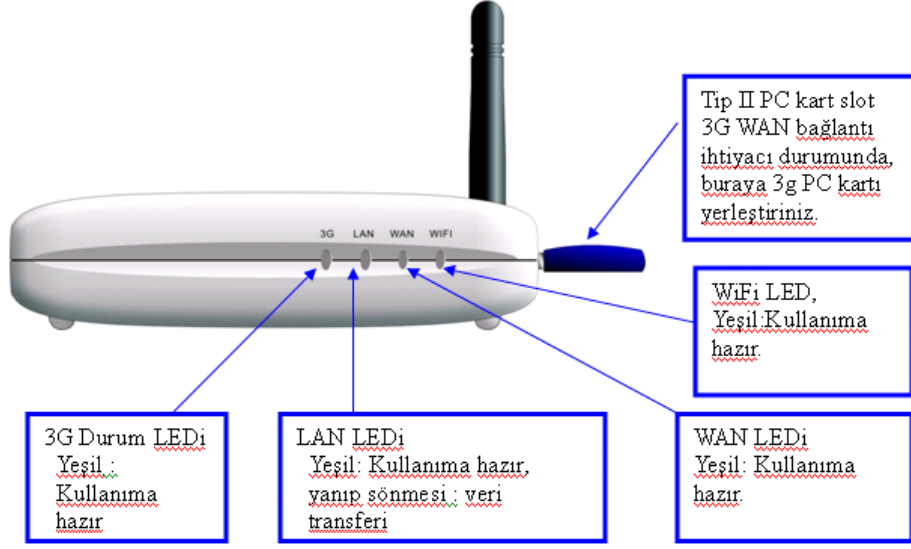 Tip II PC kart slot
3G WAN bağlantı
ihtiyacı durumunda,
buraya 3g PC kartı
yerleştiriniz.
3G LAN WAN WIFI
WiFi LED,
Yeşil:Kullanıma
hazır.
3G Durum LEDi
Yeşil :
Kullanıma
hazır
LAN LEDi
Yeşil: Kullanıma hazır,
yanıp sönmesi : veri
transferi
WAN LEDi
Yeşil: Kullanıma
hazır.